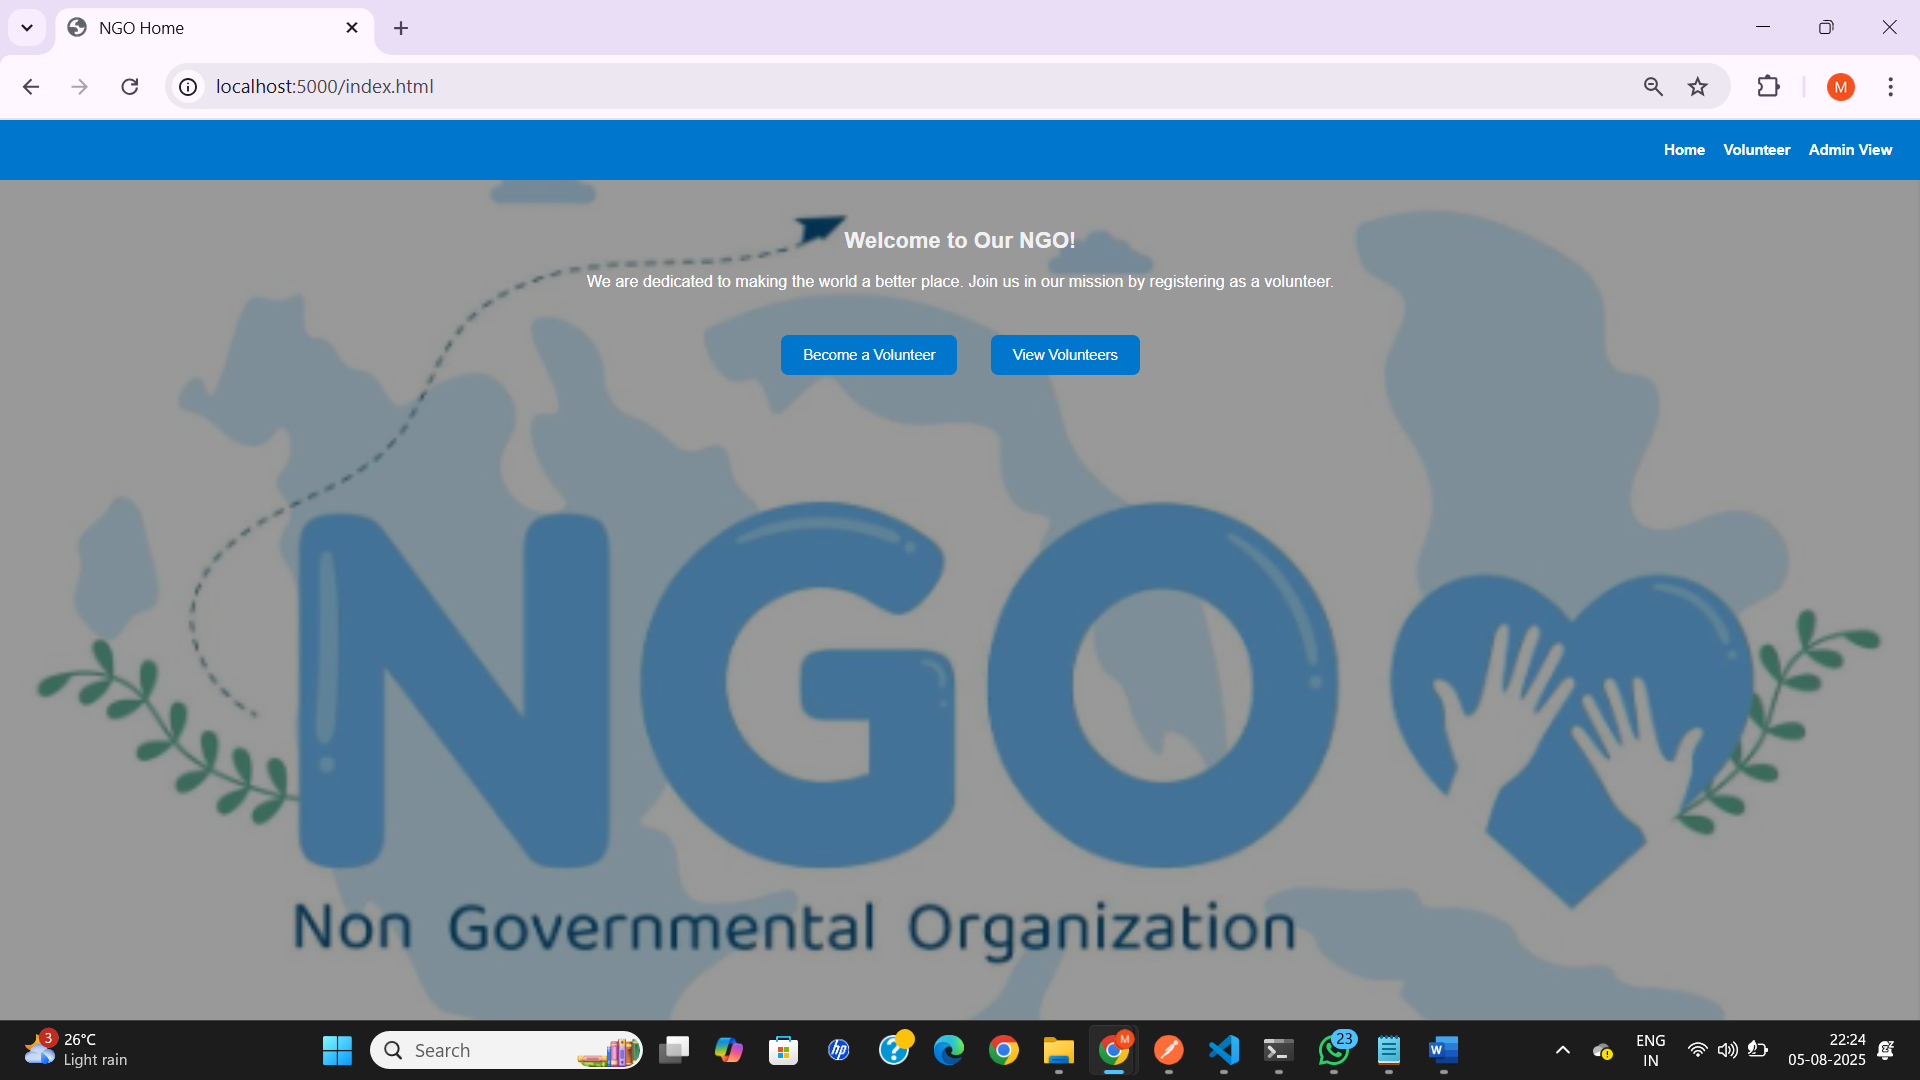 NGO Home
localhost:5000/index.html
M
Home Volunteer Admin View
Welcome to Our NGO!
We are dedicated to making the world a better place. Join us in our mission by registering as a volunteer.
Become a Volunteer View Volunteers
NGO
Non Governmental Organization
3
26°C
Light rain
Search
hp
M
23
W
ENG
IN
22:24
05-08-2025